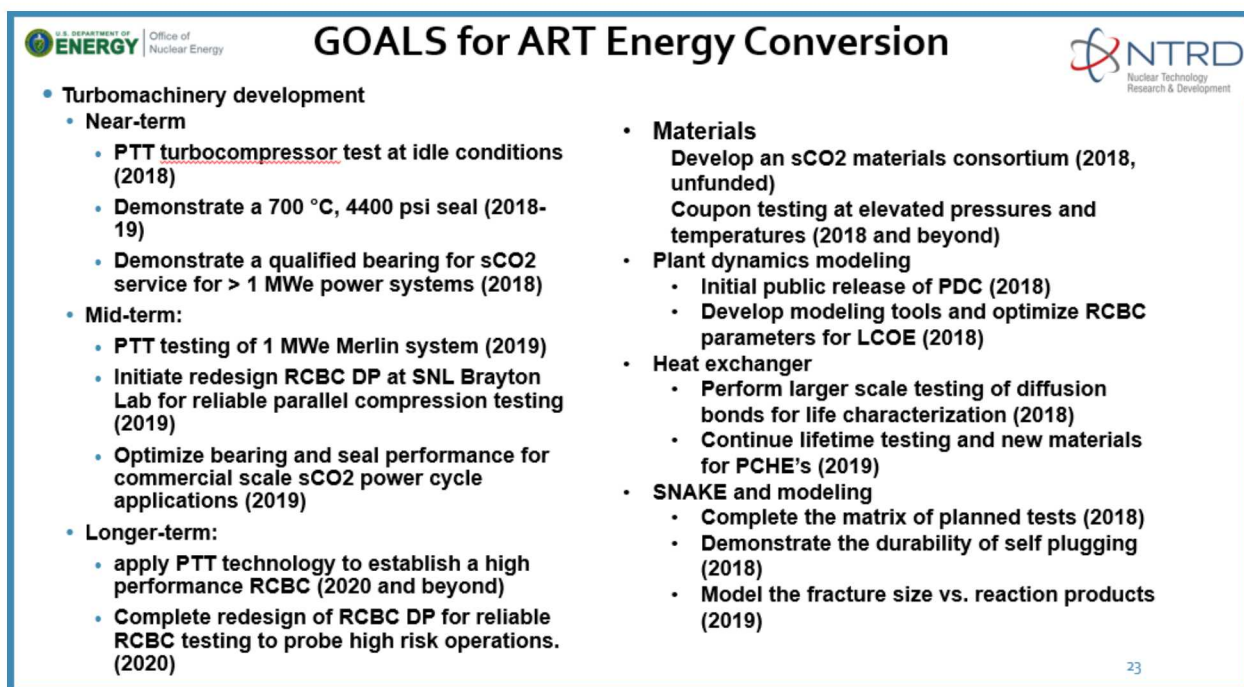 U.S. DEPARTMENT OF
ENERGY
Office of
Nuclear Energy
GOALS for ART Energy Conversion
NTRD
Nuclear Technology
Research & Development
• Turbomachinery development
• Near-term
• PTT turbocompressor test at idle conditions
(2018)
• Demonstrate a 700 °C, 4400 psi seal (2018-
19)
• Demonstrate a qualified bearing for sCO2
service for > 1 MWe power systems (2018)
• Mid-term:
• PTT testing of 1 MWe Merlin system (2019)
• Initiate redesign RCBC DP at SNL Brayton
Lab for reliable parallel compression testing
(2019)
• Optimize bearing and seal performance for
commercial scale sCO2 power cycle
applications (2019)
• Longer-term:
• apply PTT technology to establish a high
performance RCBC (2020 and beyond)
• Complete redesign of RCBC DP for reliable
RCBC testing to probe high risk operations.
(2020)
• Materials
Develop an sCO2 materials consortium (2018,
unfunded)
Coupon testing at elevated pressures and
temperatures (2018 and beyond)
• Plant dynamics modeling
• Initial public release of PDC (2018)
• Develop modeling tools and optimize RCBC
parameters for LCOE (2018)
• Heat exchanger
• Perform larger scale testing of diffusion
bonds for life characterization (2018)
• Continue lifetime testing and new materials
for PCHE's (2019)
• SNAKE and modeling
• Complete the matrix of planned tests (2018)
• Demonstrate the durability of self plugging
(2018)
• Model the fracture size vs. reaction products
(2019)
23